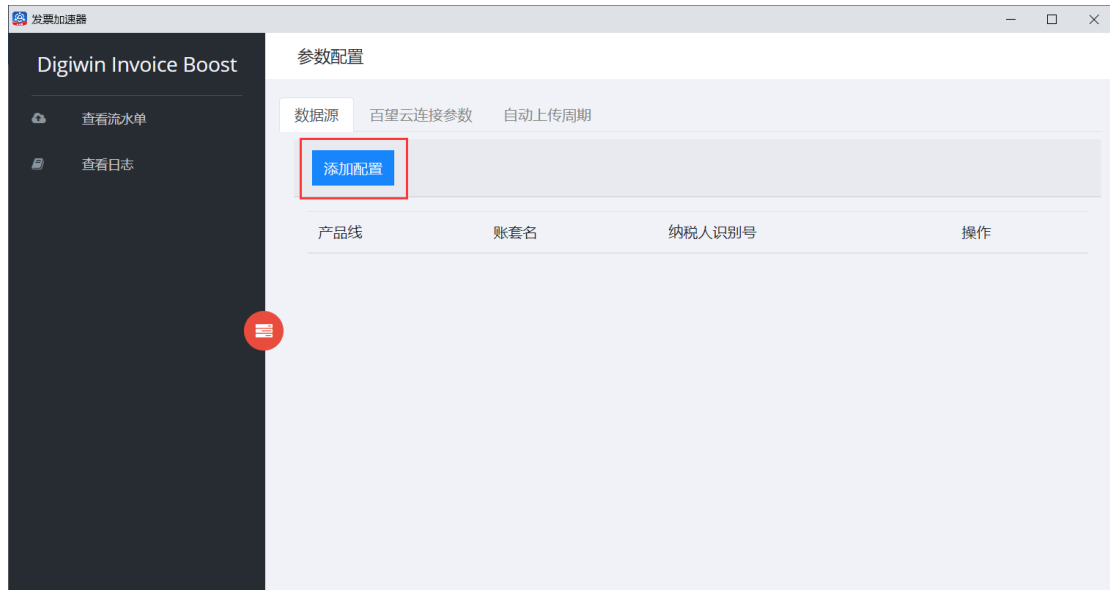 发票加速器
Digiwin Invoice Boost
查看流水单
查看日志
参数配置
数据源 百望云连接参数 自动上传周期
添加配置
产品线 账套名 纳税人识别号 操作